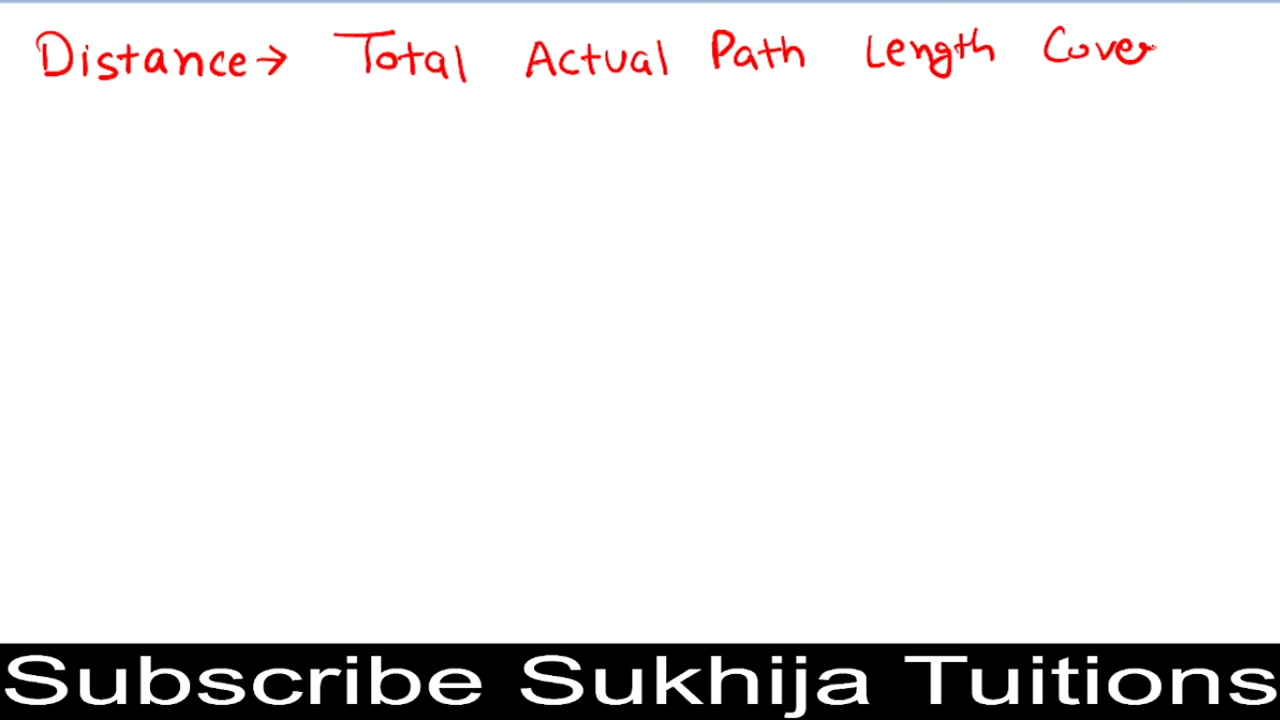 Distance → Total Actual Path Length Cover
Subscribe Sukhija Tuitions